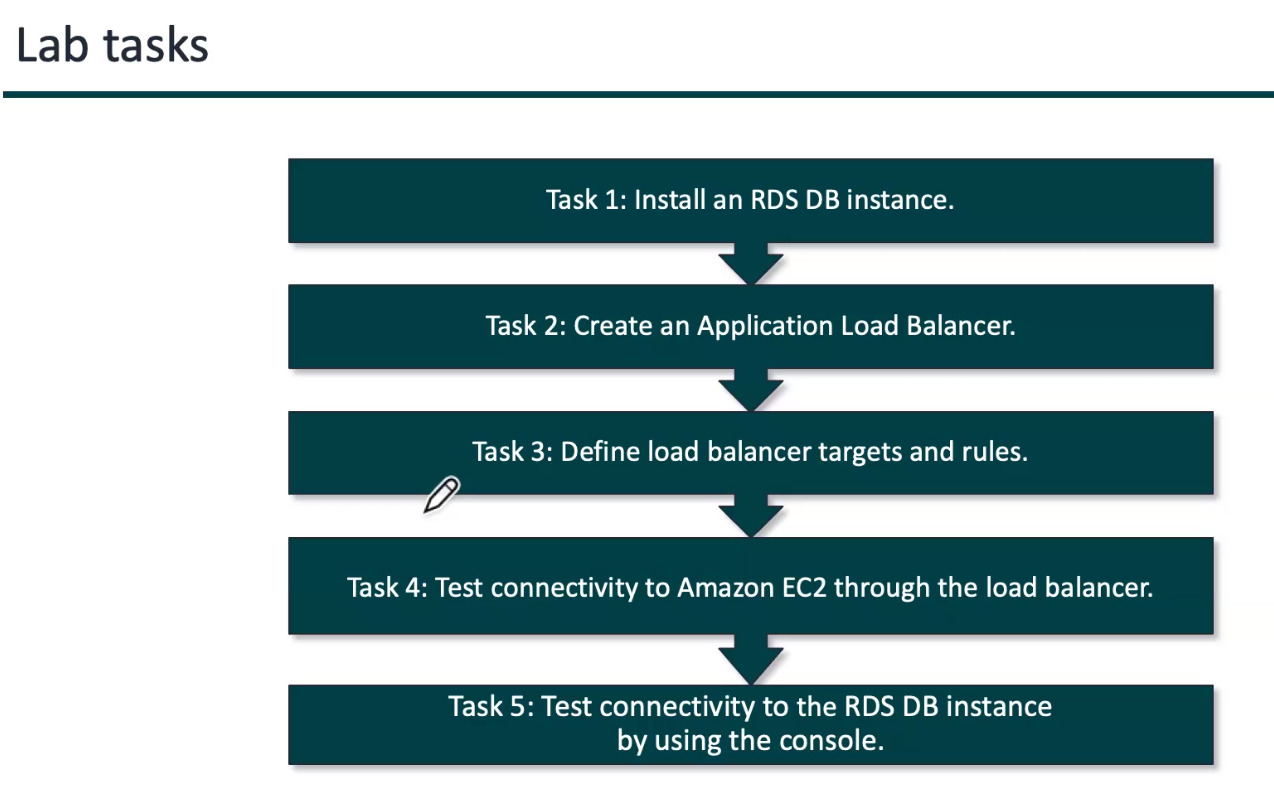 Lab tasks
Task 1: Install an RDS DB instance.
Task 2: Create an Application Load Balancer.
Task 3: Define load balancer targets and rules.
Task 4: Test connectivity to Amazon EC2 through the load balancer.
Task 5: Test connectivity to the RDS DB instance
by using the console.